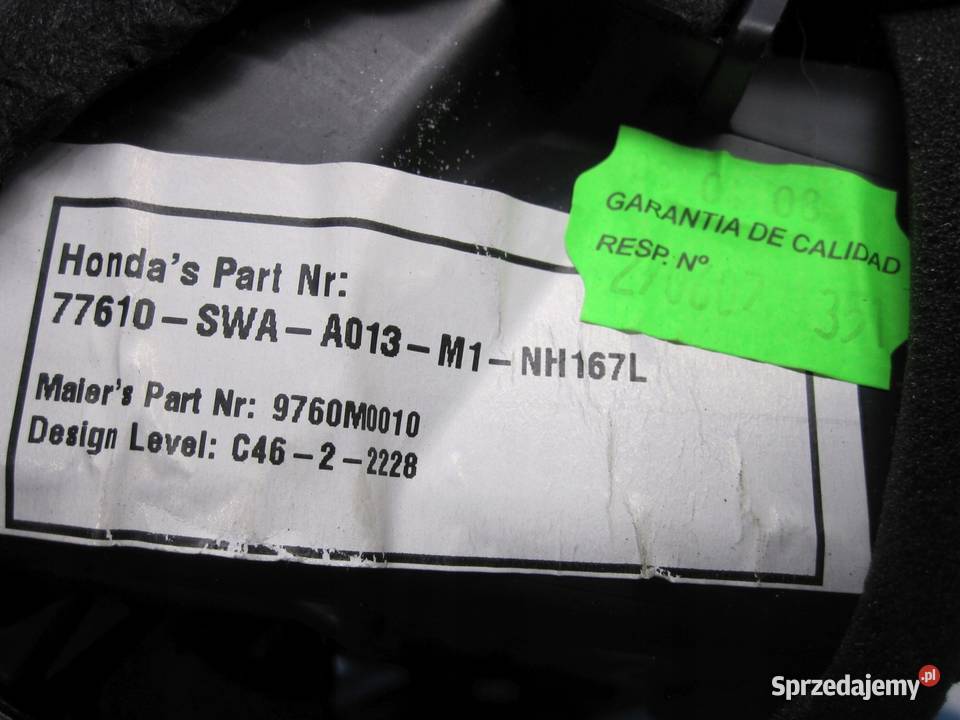 Honda's Part Nr:
77610-SWA-A013-M1-NH167L
Maier's Part Nr: 9760M0010
Design Level: C46-2-2228
GARANTIA DE CALIDAD
RESP. Nº
Sprzedajemy.pl